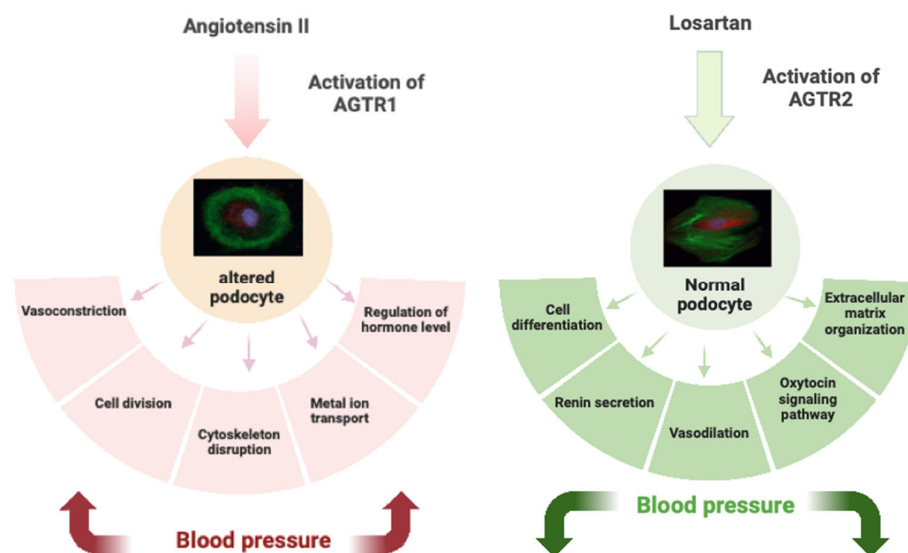 Angiotensin II
Activation of
AGTR1
altered
podocyte
Vasoconstriction
Cell division
Cytoskeleton
disruption
Metal ion
transport
Regulation of
hormone level
Blood pressure
Losartan
Activation of
AGTR2
Normal
podocyte
Cell
differentiation
Renin secretion
Vasodilation
Oxytocin
signaling
pathway
Extracellular
matrix
organization
Blood pressure